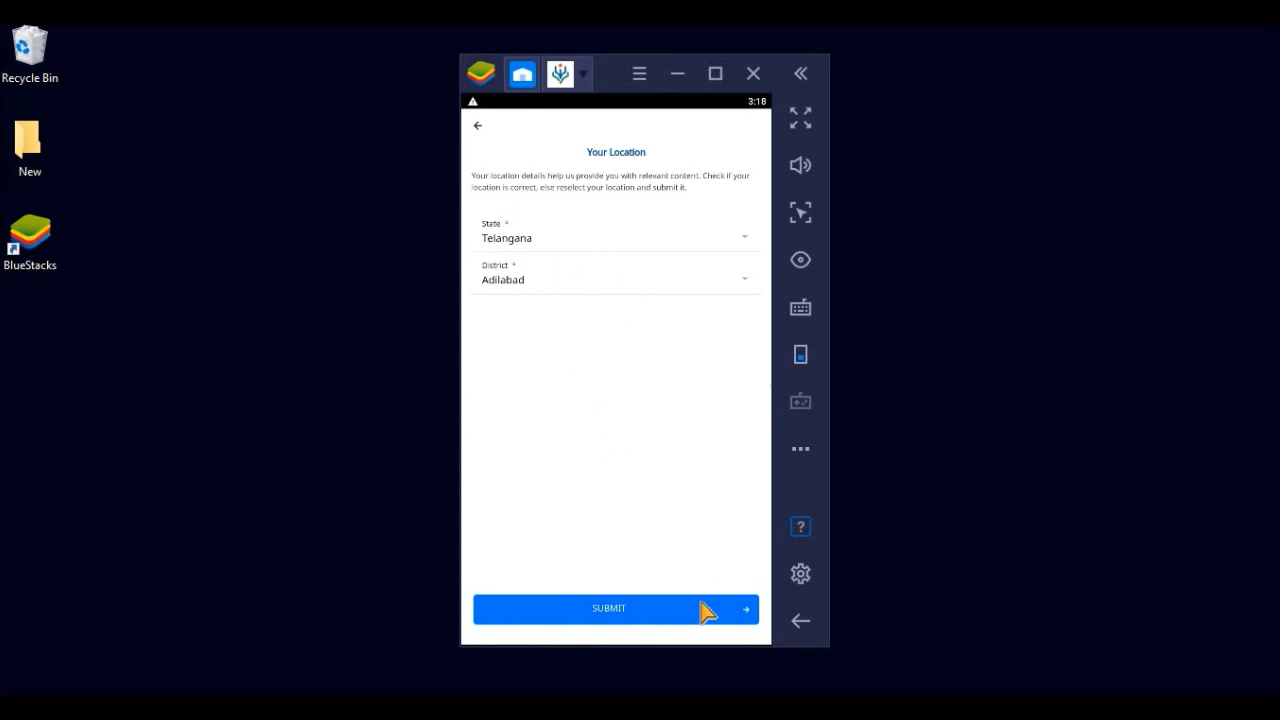 Recycle Bin
New
BlueStacks
3:18
Your Location
Your location details help us provide you with relevant content. Check if your
location is correct, else reselect your location and submit it.
State *
Telangana
District *
Adilabad
SUBMIT
?